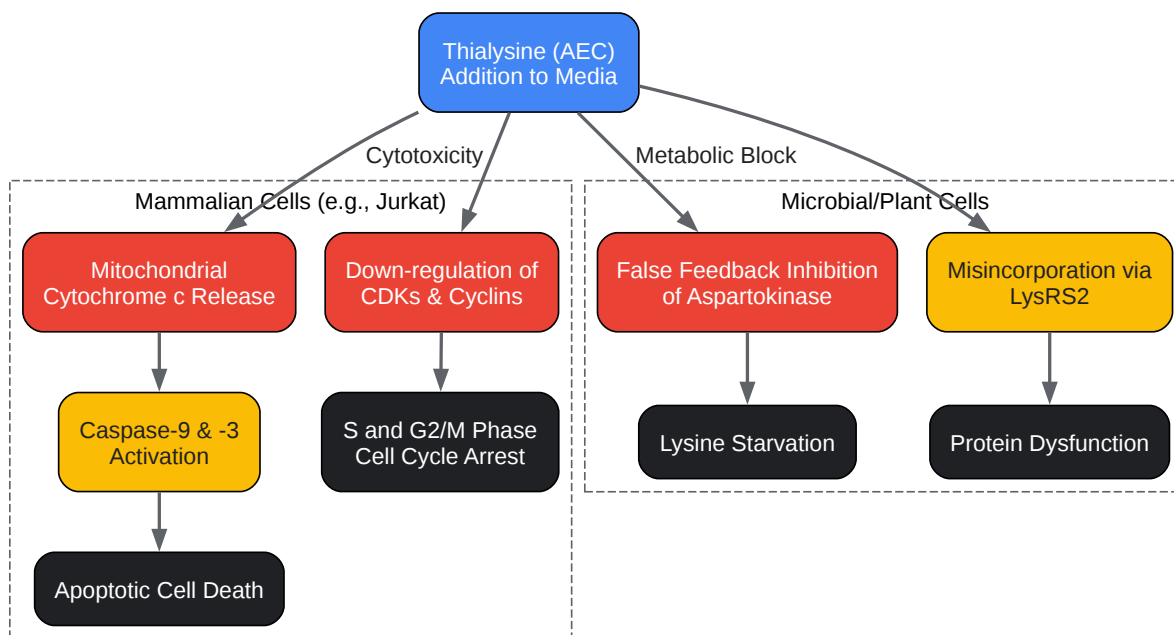 Thialysine (AEC)
Addition to Media
Cytotoxicity
Metabolic Block
Mammalian Cells (e.g., Jurkat)
Microbial/Plant Cells
Mitochondrial
Cytochrome c Release
Down-regulation of
CDKs & Cyclins
False Feedback Inhibition
of Aspartokinase
Misincorporation via
LysRS2
Caspase-9 & -3
Activation
S and G2/M Phase
Cell Cycle Arrest
Lysine Starvation
Protein Dysfunction
Apoptotic Cell Death